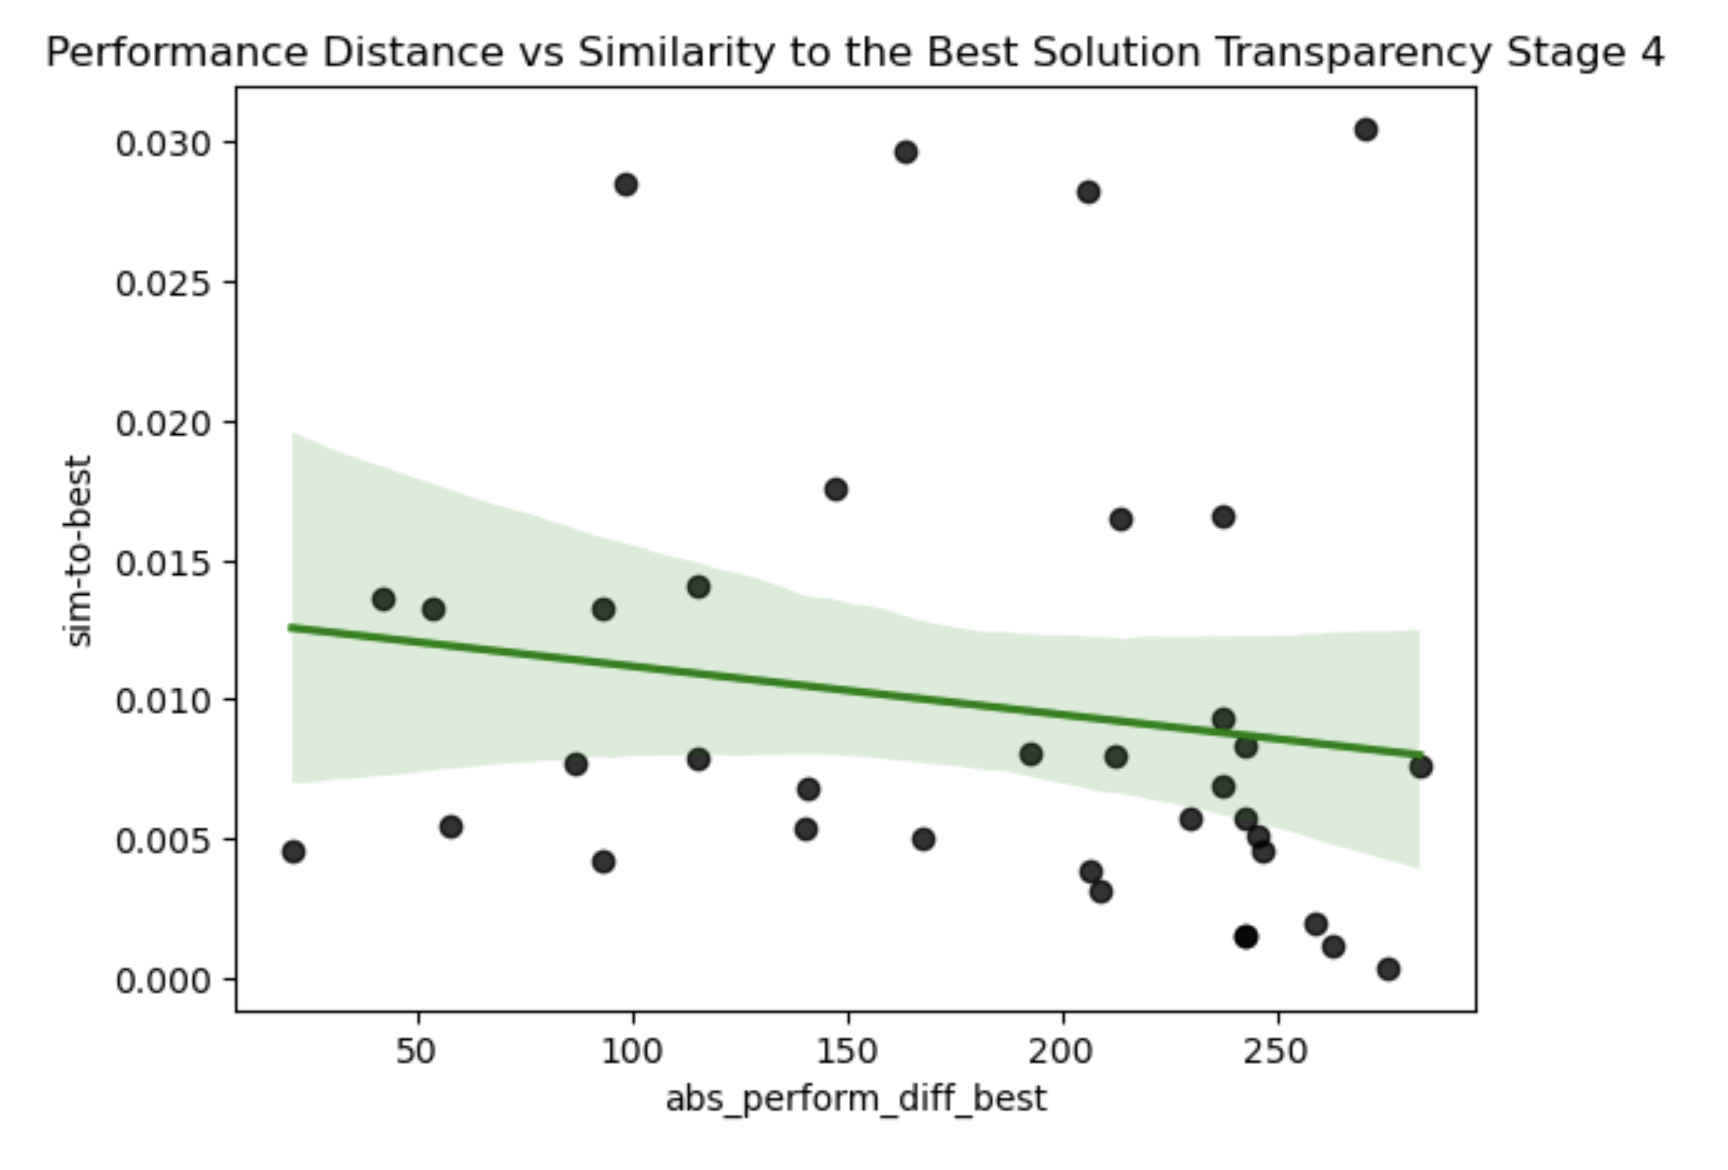 Performance Distance vs Similarity to the Best Solution Transparency Stage 4
0.030
0.025
0.020
0.015
0.010
0.005
0.000
sim-to-best
50 100 150 200 250
abs_perform_diff_best